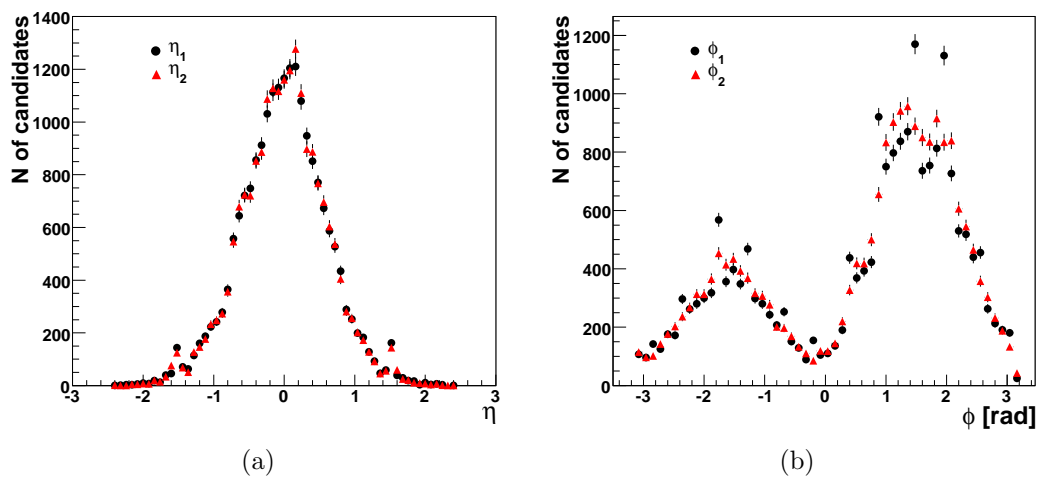 N of candidates
1400
1200
1000
800
600
400
200
0
η₁
η₂
-3 -2 -1 0 1 2 3
η
(a)
N of candidates
1200
1000
800
600
400
200
0
ϕ₁
ϕ₂
-3 -2 -1 0 1 2 3
ϕ [rad]
(b)